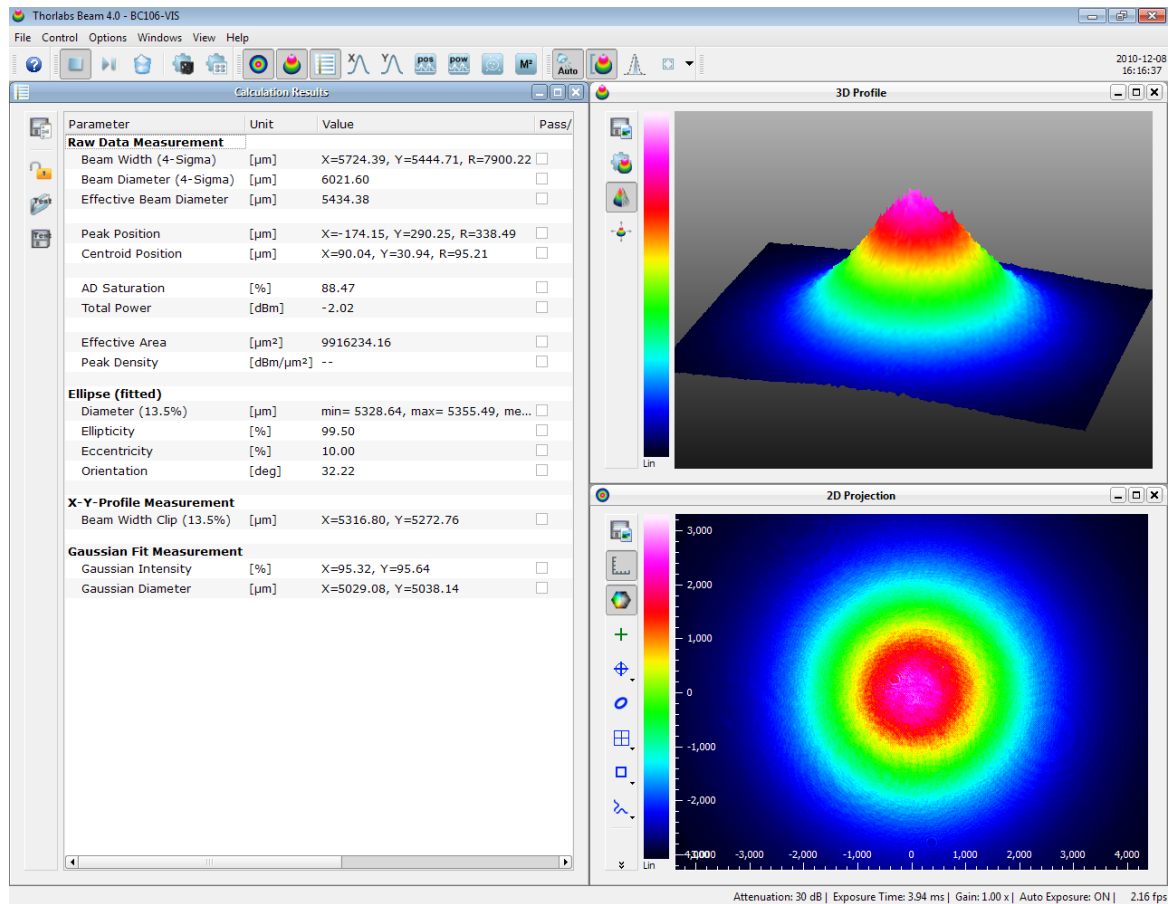 Thorlabs Beam 4.0 - BC106-VIS
File Control Options Windows View Help
X Y pos pow M² Auto
2010-12-08
16:16:37
Calculation Results
Parameter Unit Value Pass/
Raw Data Measurement
Beam Width (4-Sigma) [µm] X=5724.39, Y=5444.71, R=7900.22
Beam Diameter (4-Sigma) [µm] 6021.60
Effective Beam Diameter [µm] 5434.38
Peak Position [µm] X=-174.15, Y=290.25, R=338.49
Centroid Position [µm] X=90.04, Y=30.94, R=95.21
AD Saturation [%] 88.47
Total Power [dBm] -2.02
Effective Area [µm²] 9916234.16
Peak Density [dBm/µm²] --
Ellipse (fitted)
Diameter (13.5%) [µm] min= 5328.64, max= 5355.49, me...
Ellipticity [%] 99.50
Eccentricity [%] 10.00
Orientation [deg] 32.22
X-Y-Profile Measurement
Beam Width Clip (13.5%) [µm] X=5316.80, Y=5272.76
Gaussian Fit Measurement
Gaussian Intensity [%] X=95.32, Y=95.64
Gaussian Diameter [µm] X=5029.08, Y=5038.14
Test
Test
3D Profile
Lin
2D Projection
3,000
2,000
1,000
0
-1,000
-2,000
Lin
-3,000 -2,000 -1,000 0 1,000 2,000 3,000 4,000
Attenuation: 30 dB | Exposure Time: 3.94 ms | Gain: 1.00 x | Auto Exposure: ON | 2.16 fps